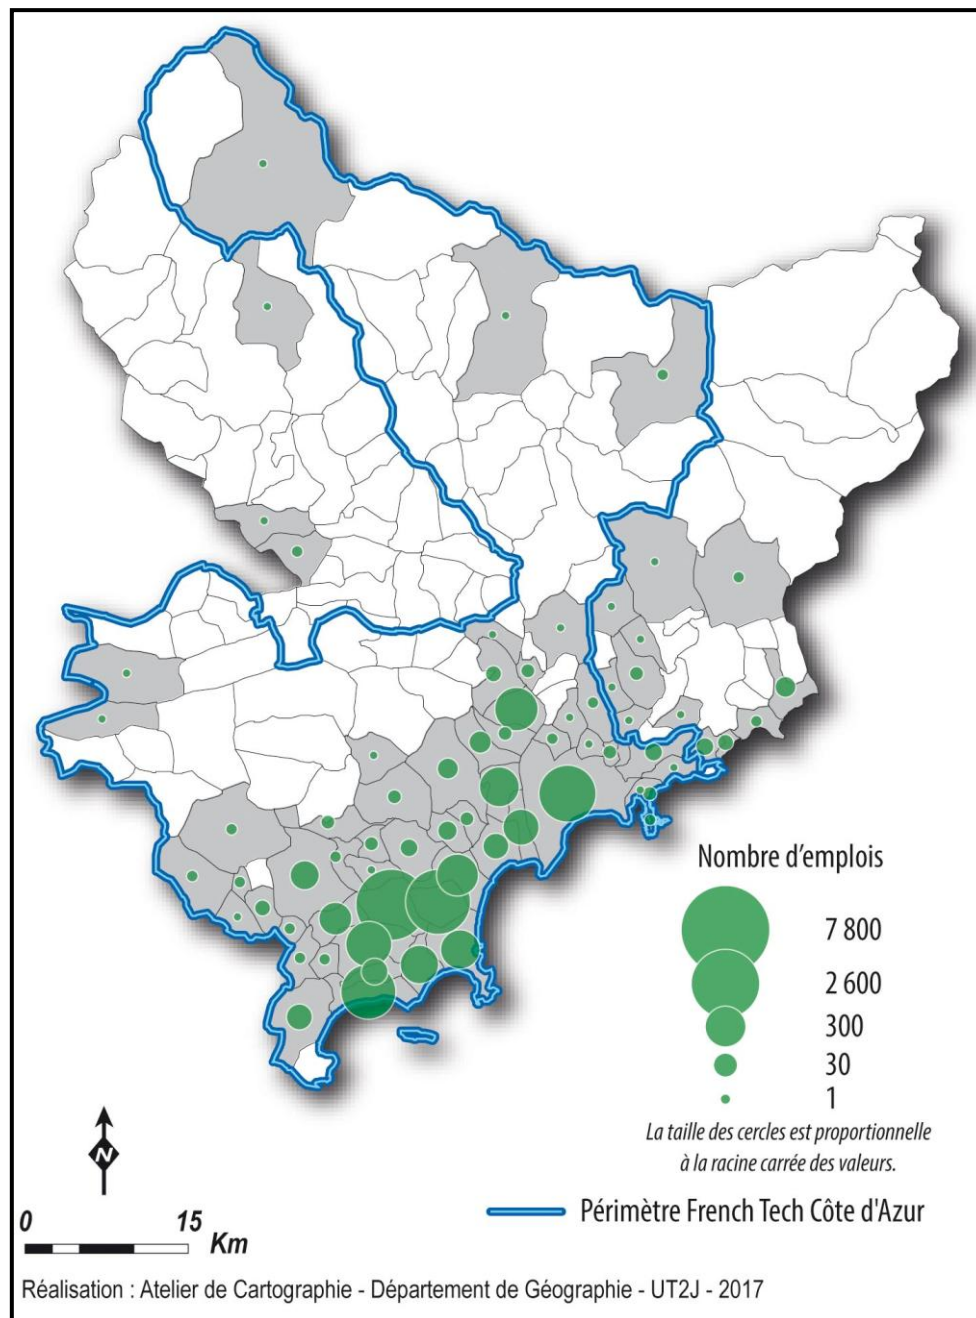 Nombre d’emplois
7 800
2 600
300
30
1
La taille des cercles est proportionnelle
à la racine carrée des valeurs.
Périmètre French Tech Côte d'Azur
N
0 15
Km
Réalisation : Atelier de Cartographie - Département de Géographie - UT2J - 2017